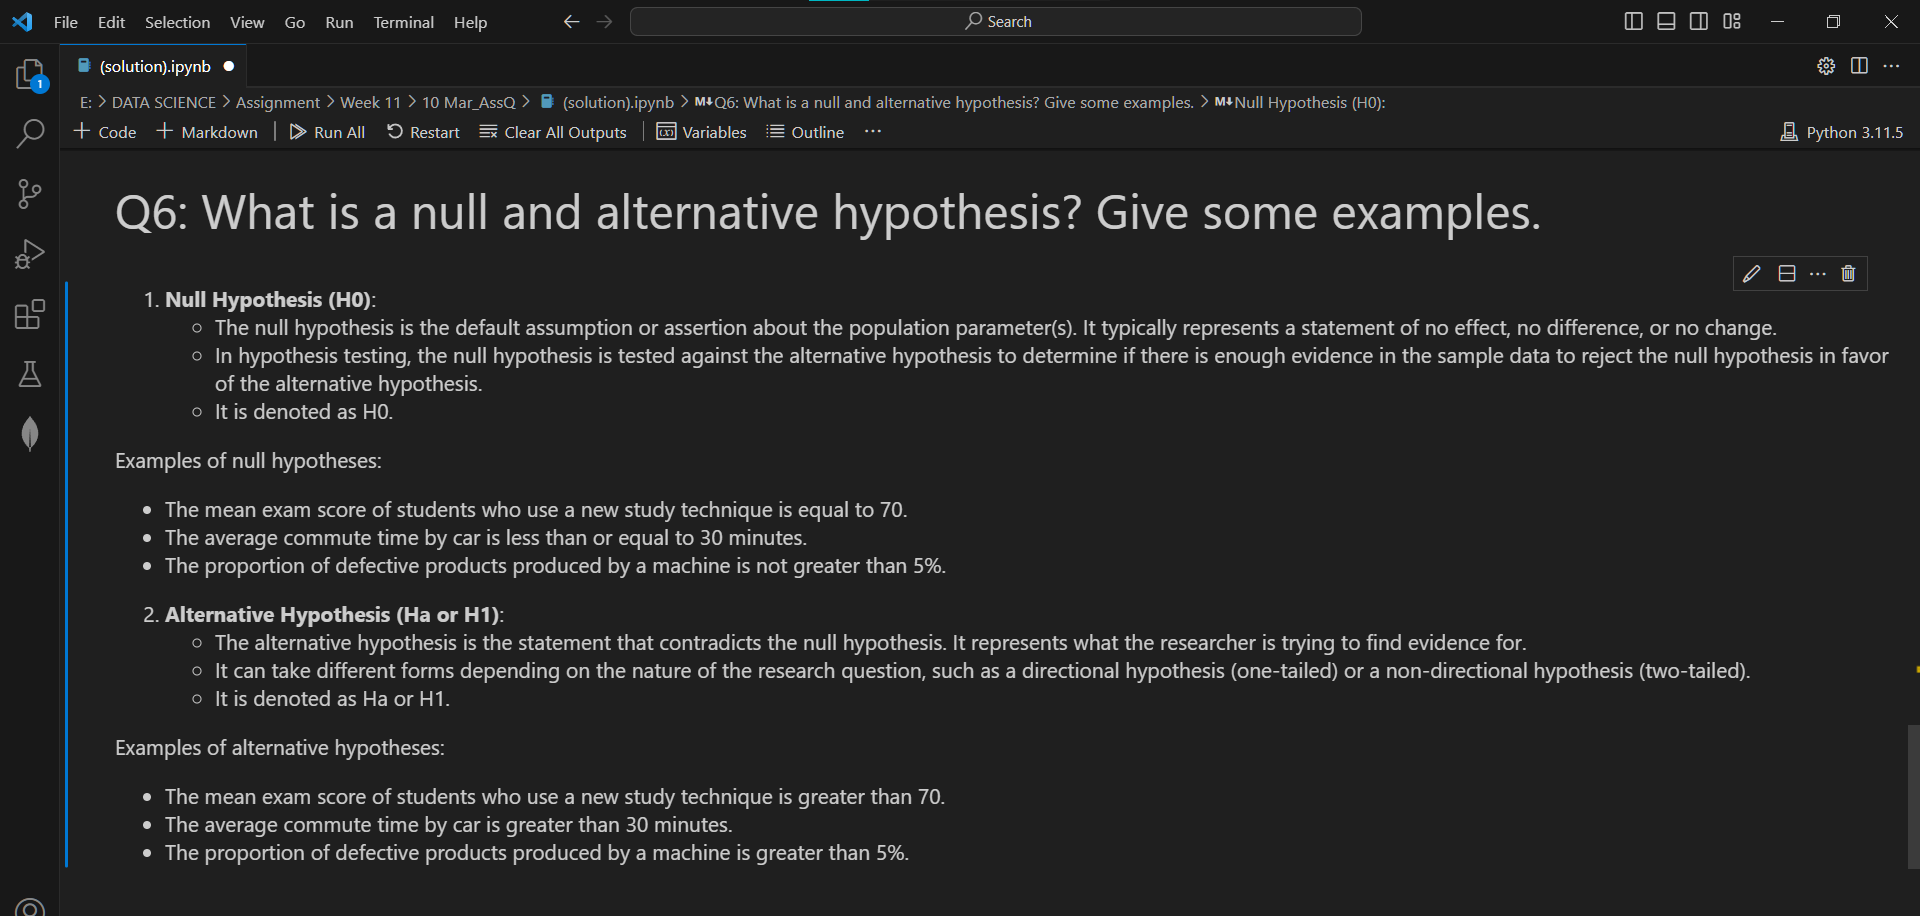 File Edit Selection View Go Run Terminal Help Search
(solution).ipynb
1
E: > DATA SCIENCE > Assignment > Week 11 > 10 Mar_AssQ > (solution).ipynb > M↓Q6: What is a null and alternative hypothesis? Give some examples. > M↓Null Hypothesis (H0):
+ Code + Markdown | Run All Restart Clear All Outputs | Variables Outline ... Python 3.11.5
Q6: What is a null and alternative hypothesis? Give some examples.
1. Null Hypothesis (H0):
○ The null hypothesis is the default assumption or assertion about the population parameter(s). It typically represents a statement of no effect, no difference, or no change.
○ In hypothesis testing, the null hypothesis is tested against the alternative hypothesis to determine if there is enough evidence in the sample data to reject the null hypothesis in favor
of the alternative hypothesis.
○ It is denoted as H0.
Examples of null hypotheses:
• The mean exam score of students who use a new study technique is equal to 70.
• The average commute time by car is less than or equal to 30 minutes.
• The proportion of defective products produced by a machine is not greater than 5%.
2. Alternative Hypothesis (Ha or H1):
○ The alternative hypothesis is the statement that contradicts the null hypothesis. It represents what the researcher is trying to find evidence for.
○ It can take different forms depending on the nature of the research question, such as a directional hypothesis (one-tailed) or a non-directional hypothesis (two-tailed).
○ It is denoted as Ha or H1.
Examples of alternative hypotheses:
• The mean exam score of students who use a new study technique is greater than 70.
• The average commute time by car is greater than 30 minutes.
• The proportion of defective products produced by a machine is greater than 5%.